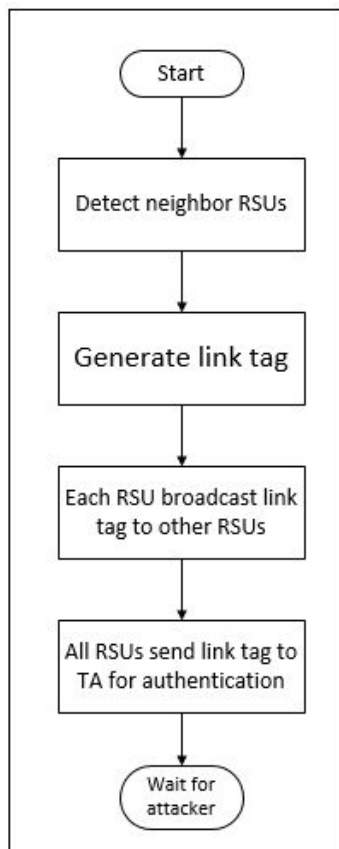 Start
Detect neighbor RSUs
Generate link tag
Each RSU broadcast link
tag to other RSUs
All RSUs send link tag to
TA for authentication
Wait for
attacker